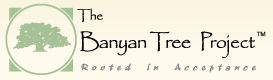 The
Banyan Tree Project™
Rooted in Acceptance